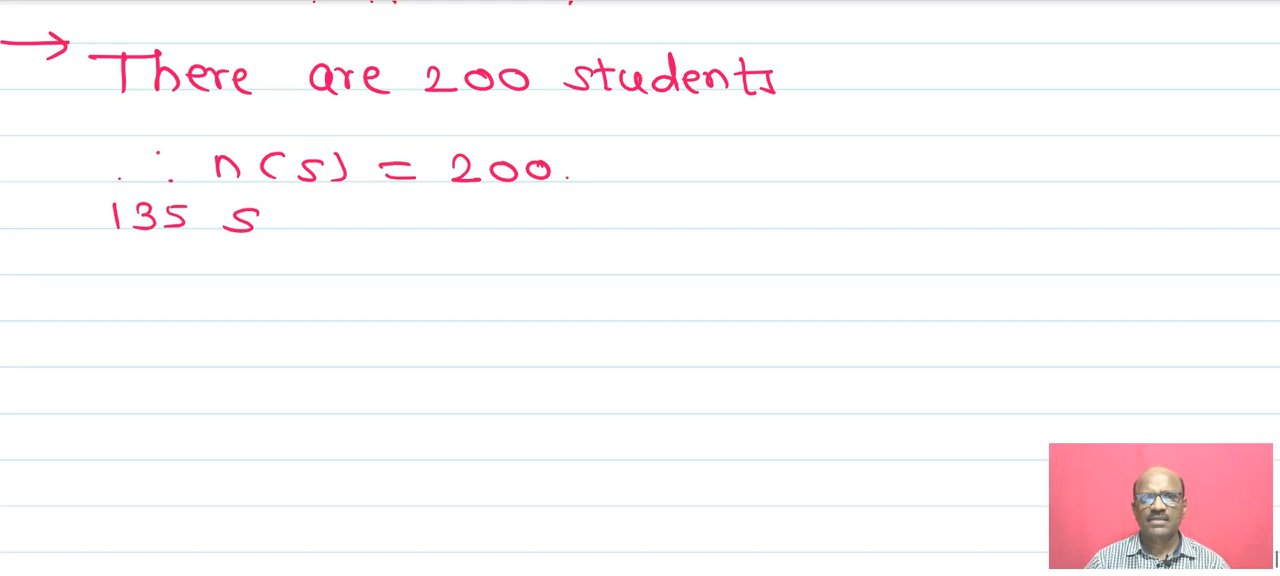 → There are 200 students
∴ n(s) = 200.
135 s